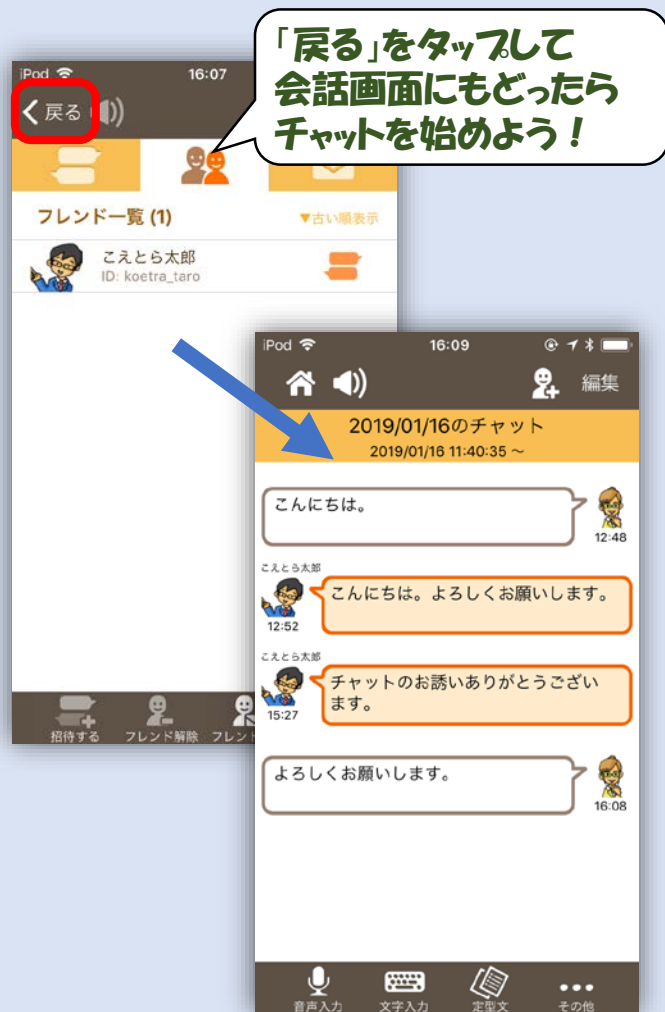 「戻る」をタップして
会話画面にもどったら
チャットを始めよう！
iPod 16:07
戻る
フレンド一覧 (1) ▼古い順表示
こえとら太郎
ID: koetra_taro
招待する フレンド解除 フレンド
iPod 16:09
編集
2019/01/16のチャット
2019/01/16 11:40:35 ～
こんにちは。
12:48
こえとら太郎
こんにちは。よろしくお願いします。
12:52
こえとら太郎
チャットのお誘いありがとうござい
ます。
15:27
よろしくお願いします。
16:08
音声入力 文字入力 定型文 その他